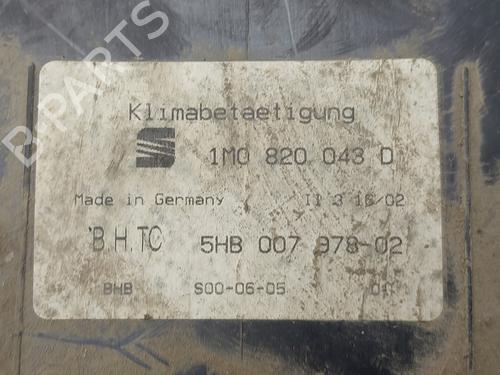 B-PARTS
Klimabetaetigung
1M0 820 043 D
Made in Germany II 3 16/02
B.H.TC 5HB 007 978-02
BHB S00-06-05 01